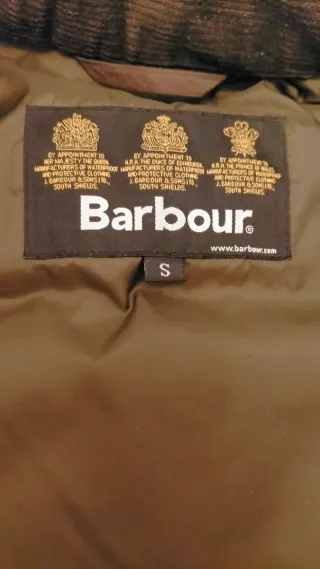 BY APPOINTMENT TO
HER MAJESTY THE QUEEN
MANUFACTURERS OF WATERPROOF
AND PROTECTIVE CLOTHING
J. BARBOUR & SONS LTD.,
SOUTH SHIELDS.
BY APPOINTMENT TO
H.R.H. THE DUKE OF EDINBURGH
MANUFACTURERS OF WATERPROOF
AND PROTECTIVE CLOTHING
J. BARBOUR & SONS LTD.,
SOUTH SHIELDS.
BY APPOINTMENT TO
H.R.H. THE PRINCE OF WALES
MANUFACTURERS OF WATERPROOF
AND PROTECTIVE CLOTHING
J. BARBOUR & SONS LTD.,
SOUTH SHIELDS.
Barbour®
www.barbour.com
S